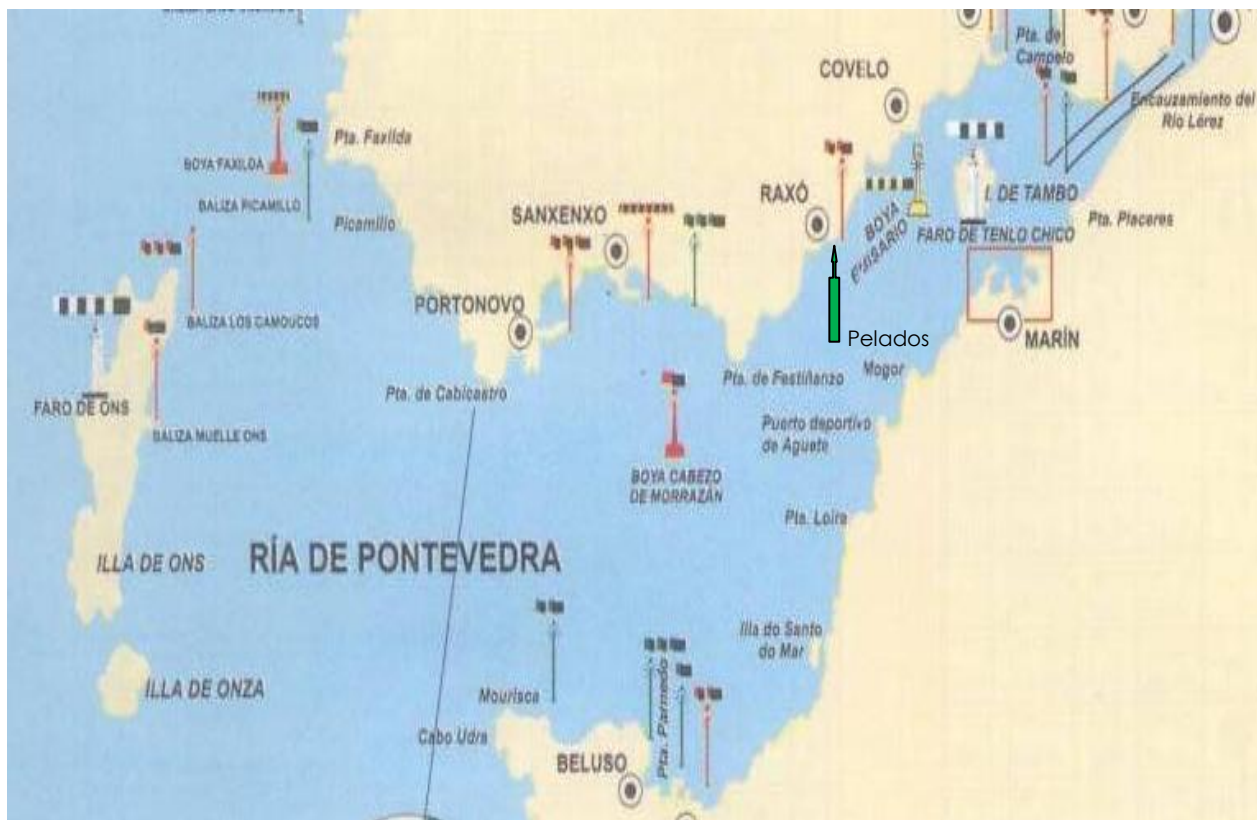 Pta. de
Campelo
COVELO
Encauzamiento del
Río Lérez
Pta. Faxilda
BOYA FAXILDA
BALIZA PICAMILLO
Picamillo
SANXENXO
RAXÓ
BOYA
EMISARIO
I. DE TAMBO
Pta. Placeres
FARO DE TENLO CHICO
PORTONOVO
BALIZA LOS CAMOUCOS
MARÍN
Pelados
Pta. de Festiñanzo
Mogor
Pta. de Cabicastro
FARO DE ONS
BALIZA MUELLE ONS
Puerto deportivo
de Aguete
BOYA CABEZO
DE MORRAZÁN
Pta. Loira
ILLA DE ONS
RÍA DE PONTEVEDRA
Illa do Santo
do Mar
ILLA DE ONZA
Mourisca
Cabo Udra
BELUSO